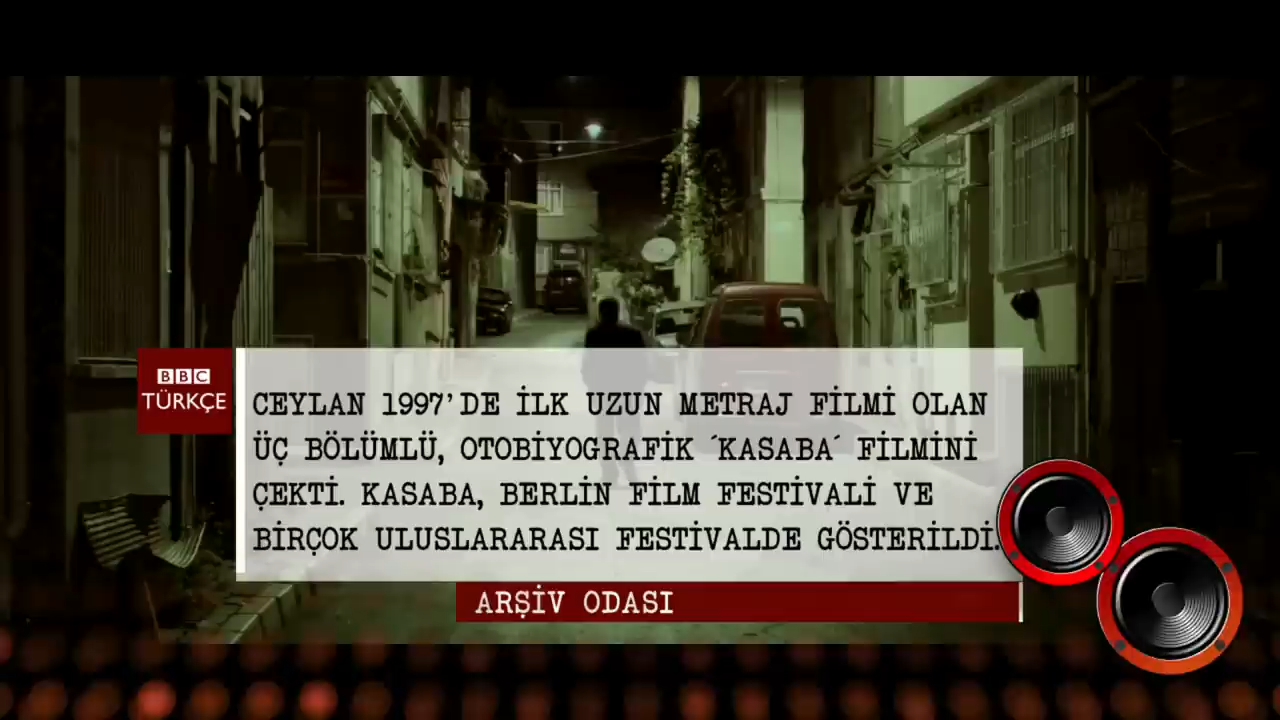 BBC
TÜRKÇE
CEYLAN 1997'DE İLK UZUN METRAJ FİLMİ OLAN
ÜÇ BÖLÜMLÜ, OTOBİYOGRAFİK ´KASABA´ FİLMİNİ
ÇEKTİ. KASABA, BERLİN FİLM FESTİVALİ VE
BİRÇOK ULUSLARARASI FESTİVALDE GÖSTERİLDİ.
ARŞİV ODASI